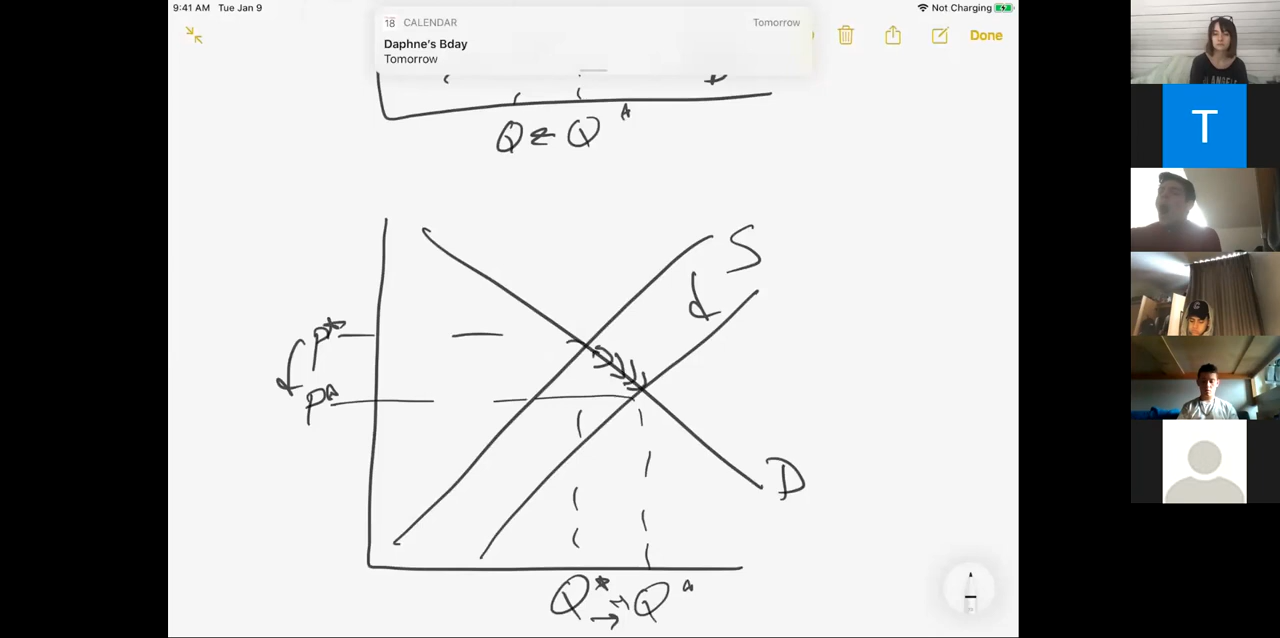 9:41 AM Tue Jan 9
Not Charging
18 CALENDAR
Tomorrow
Daphne's Bday
Tomorrow
Done
Q ← Q^
T
S
P*
P^
D
Q* → Q^